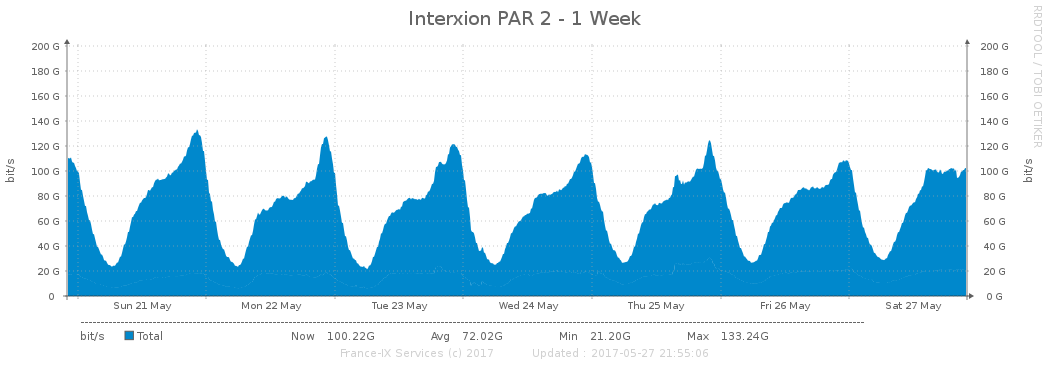 Interxion PAR 2 - 1 Week
RRDTOOL / TOBI OETIKER
bit/s
200 G
180 G
160 G
140 G
120 G
100 G
80 G
60 G
40 G
20 G
0
200 G
180 G
160 G
140 G
120 G
100 G
80 G
60 G
40 G
20 G
0 G
bit/s
Sun 21 May Mon 22 May Tue 23 May Wed 24 May Thu 25 May Fri 26 May Sat 27 May
bit/s Total Now 100.22G Avg 72.02G Min 21.20G Max 133.24G
France-IX Services (c) 2017 Updated : 2017-05-27 21:55:06